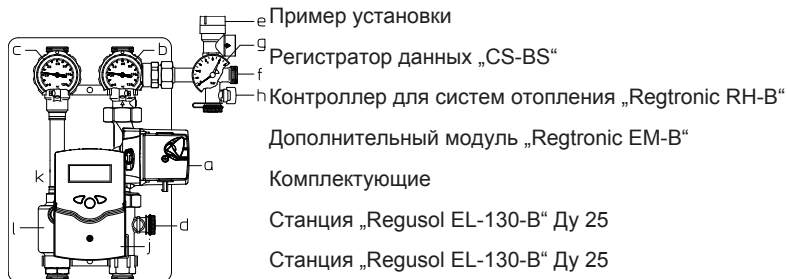 Пример установки
Регистратор данных „CS-BS“
Контроллер для систем отопления „Regtronic RH-B“
Дополнительный модуль „Regtronic EM-B“
Комплектующие
Станция „Regusol EL-130-B“ Ду 25
Станция „Regusol EL-130-B“ Ду 25
c
b
e
g
f
h
a
k
l
d
j